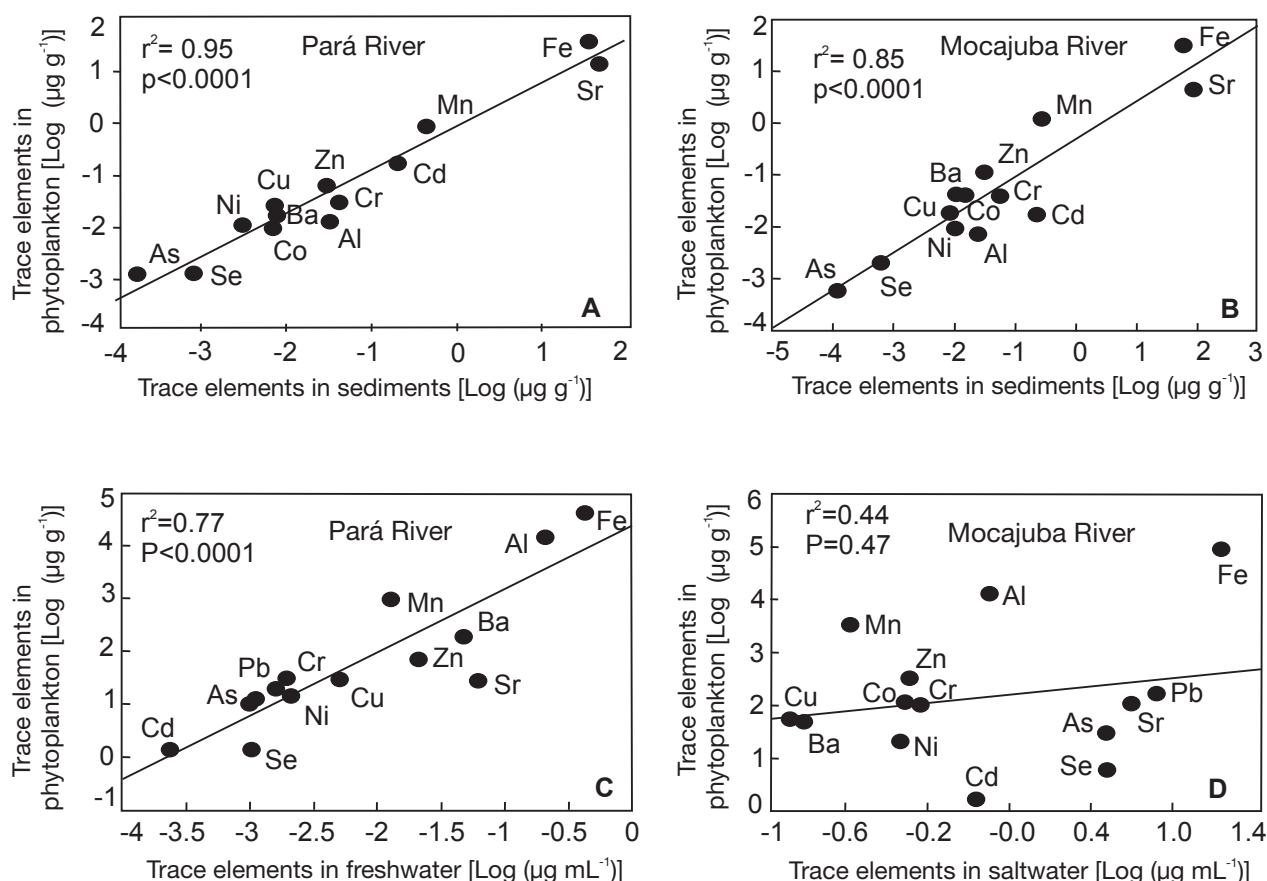 Trace elements in
phytoplankton [Log (µg g-1)]
2
1
0
-1
-2
-3
-4
r2= 0.95
p<0.0001
Pará River
Fe
Sr
Mn
Cd
Zn
Cr
Cu
Ba
Al
Ni
Co
As
Se
A
-4
-3
-2
-1
0
1
2
Trace elements in sediments [Log (µg g-1)]
Trace elements in
phytoplankton [Log (µg g-1)]
2
1
0
-1
-2
-3
-4
r2= 0.85
p<0.0001
Mocajuba River
Fe
Sr
Mn
Zn
Ba
Cr
Cu
Co
Cd
Ni
Al
As
Se
B
-5
-4
-3
-2
-1
0
-1
2
3
Trace elements in sediments [Log (µg g-1)]
Trace elements in
phytoplankton [Log (µg g-1)]
5
4
3
2
1
0
-1
r2=0.77
P<0.0001
Pará River
Fe
Al
Mn
Ba
Zn
Sr
Pb
Cr
As
Ni
Cu
Cd
Se
C
-4
-3.5
-3
-2.5
-2
-1.5
-1
-0.5
0
Trace elements in freshwater [Log (µg mL-1)]
Trace elements in
phytoplankton [Log (µg g-1)]
6
5
4
3
2
1
0
r2=0.44
P=0.47
Mocajuba River
Fe
Al
Mn
Zn
Cu
Co
Cr
Pb
Ba
Ni
As
Sr
Se
Cd
D
-1
-0.6
-0.2
-0.0
0.4
1.0
1.4
Trace elements in saltwater [Log (µg mL-1)]